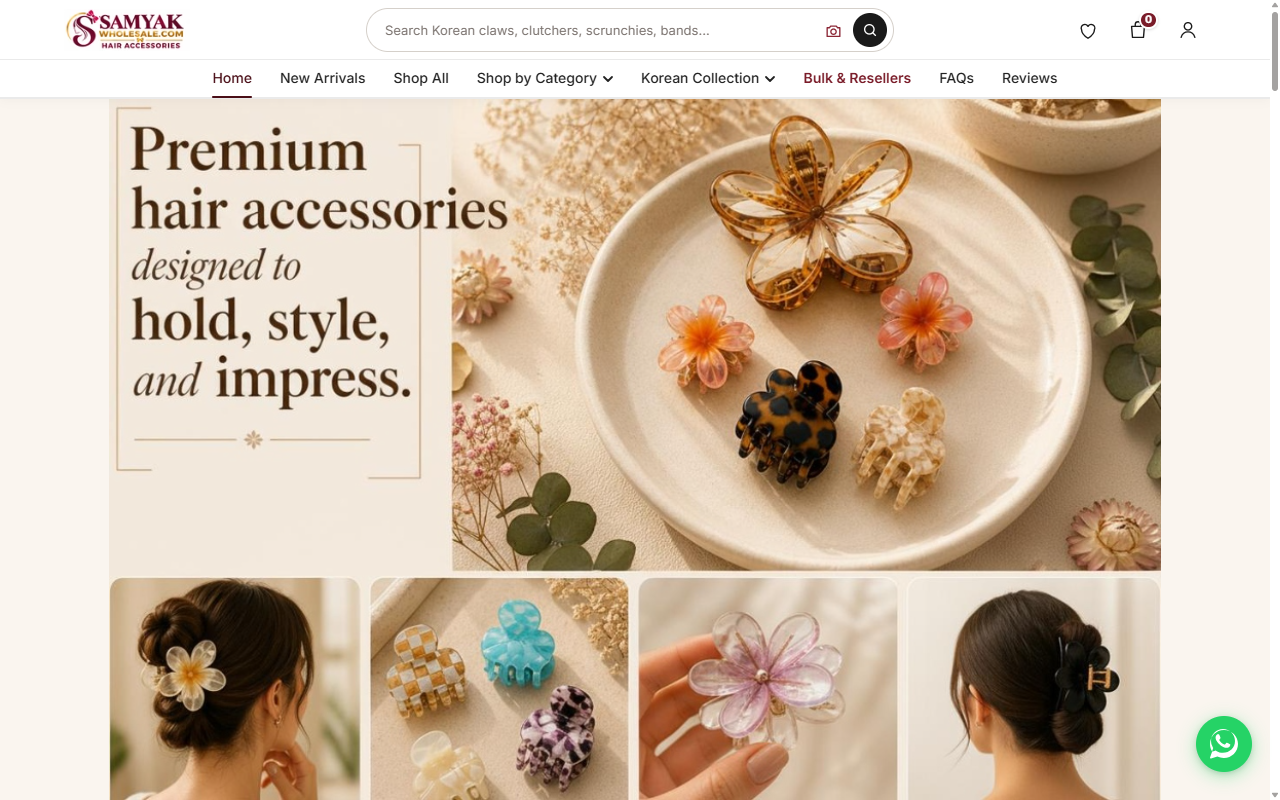 SAMYAK
WHOLESALE.COM
HAIR ACCESSORIES
Search Korean claws, clutchers, scrunchies, bands...
0
Home
New Arrivals
Shop All
Shop by Category
Korean Collection
Bulk & Resellers
FAQs
Reviews
Premium
hair accessories
designed to
hold, style,
and impress.